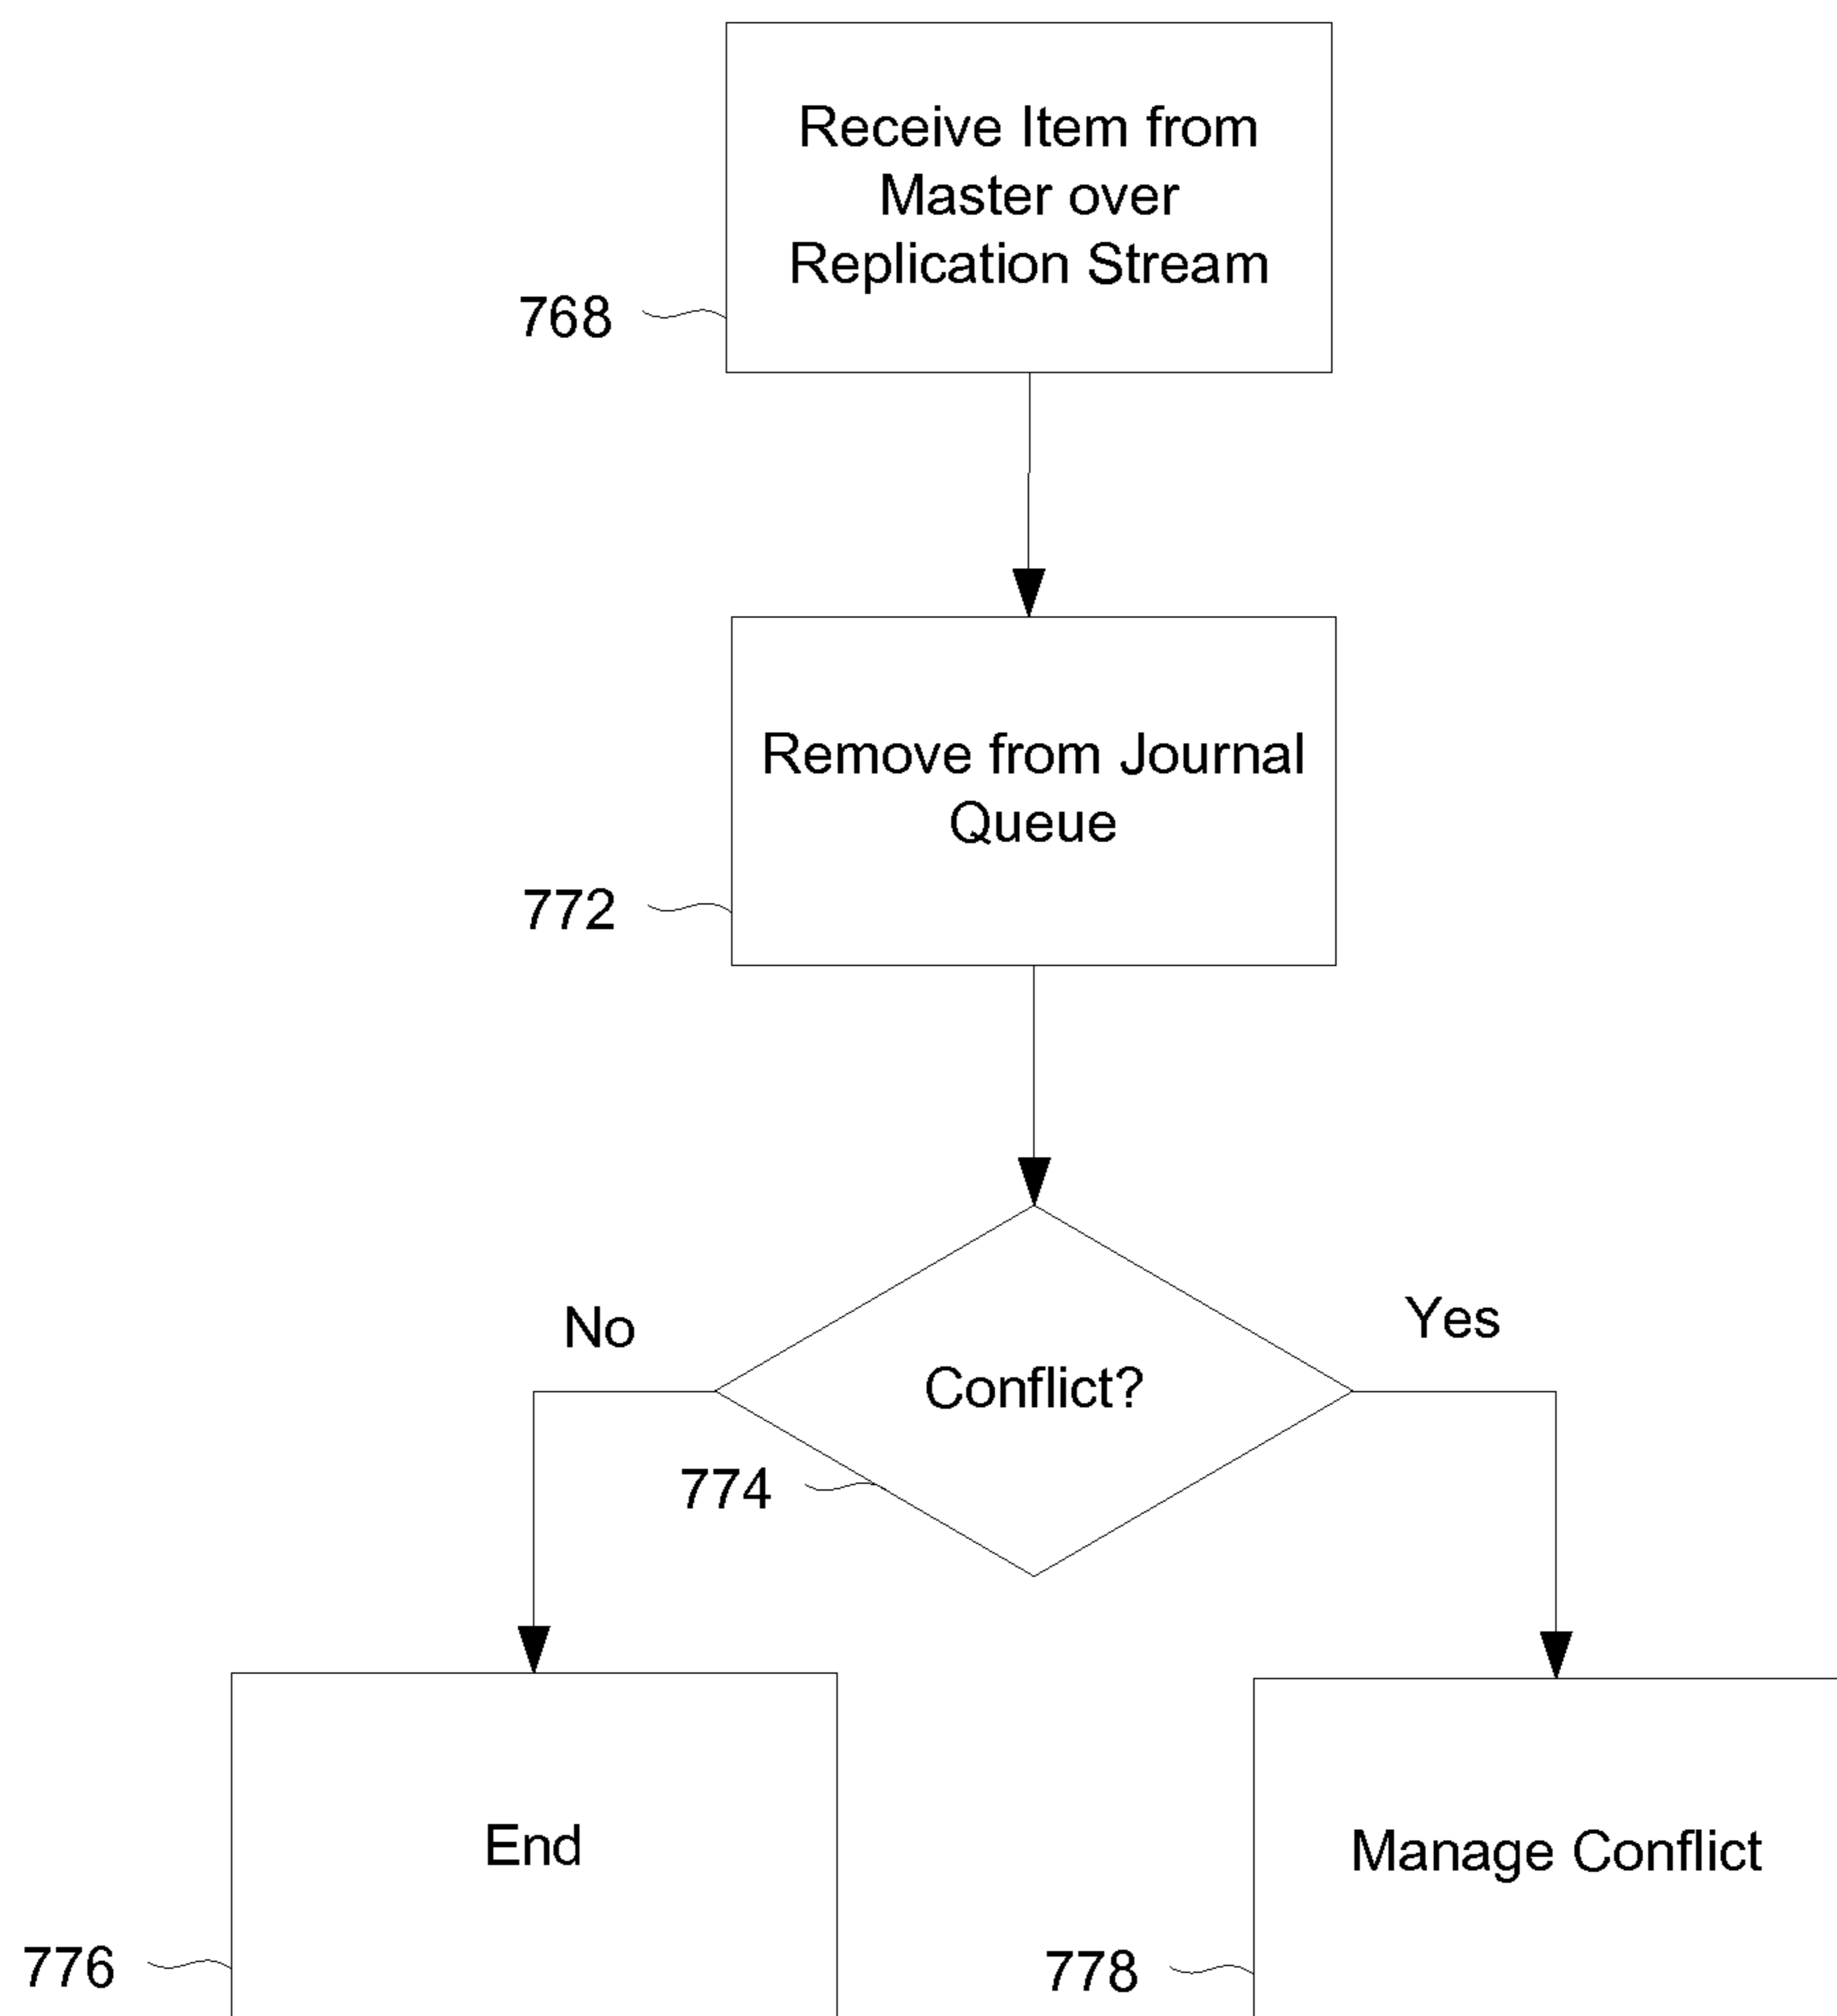 Receive Item from
Master over
Replication Stream
768
Remove from Journal
Queue
772
No
Yes
Conflict?
774
End
Manage Conflict
776
778